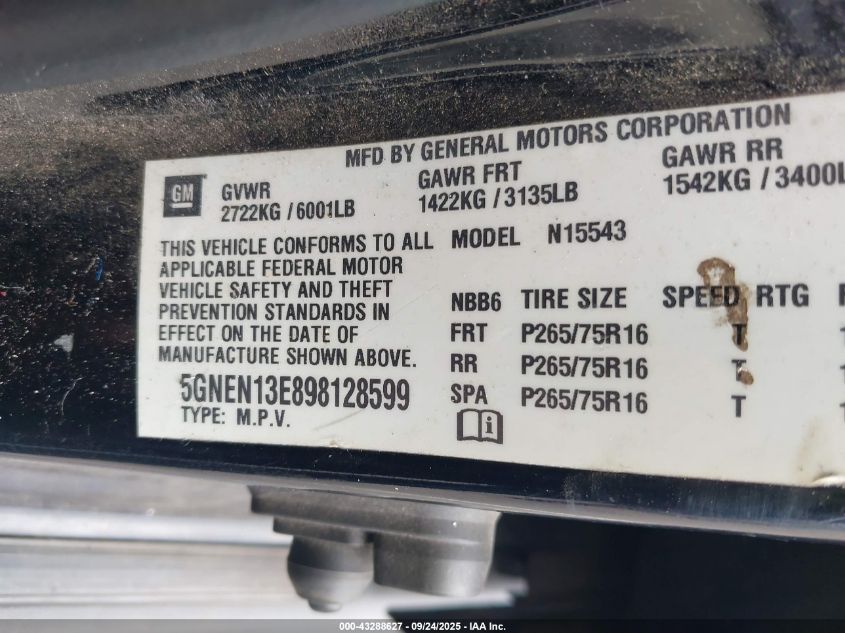 MFD BY GENERAL MOTORS CORPORATION
GM
GVWR
2722KG / 6001LB
GAWR FRT
1422KG / 3135LB
GAWR RR
1542KG / 3400L
THIS VEHICLE CONFORMS TO ALL
APPLICABLE FEDERAL MOTOR
VEHICLE SAFETY AND THEFT
PREVENTION STANDARDS IN
EFFECT ON THE DATE OF
MANUFACTURE SHOWN ABOVE.
5GNEN13E898128599
TYPE: M.P.V.
MODEL N15543
NBB6 TIRE SIZE SPEED RTG
FRT P265/75R16 T
RR P265/75R16 T
SPA P265/75R16 T
i
000-43288627 - 09/24/2025 - IAA Inc.